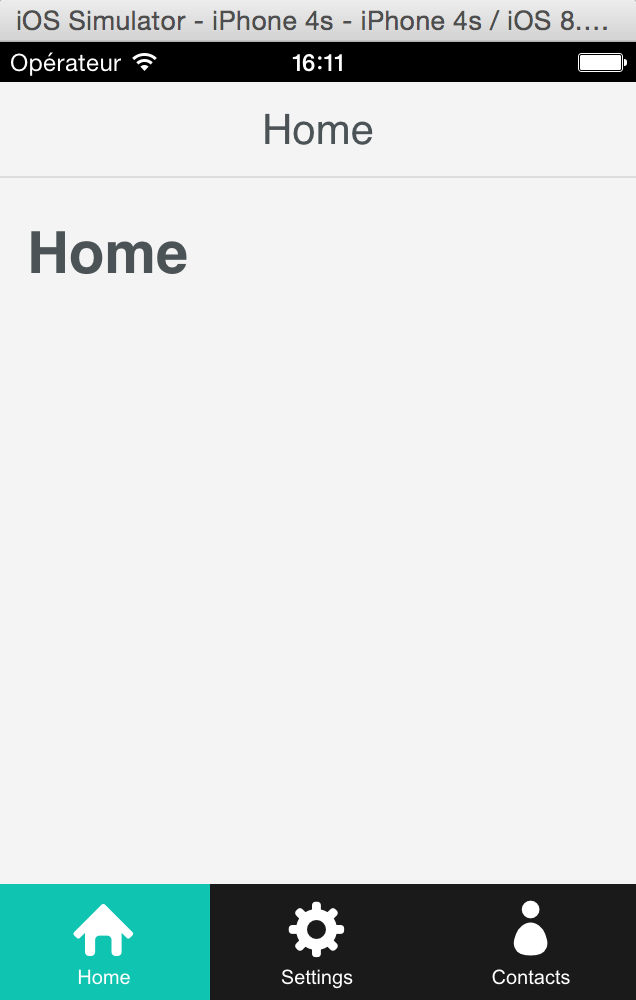 iOS Simulator - iPhone 4s - iPhone 4s / iOS 8....
Opérateur 16:11
Home
Home
Home Settings Contacts